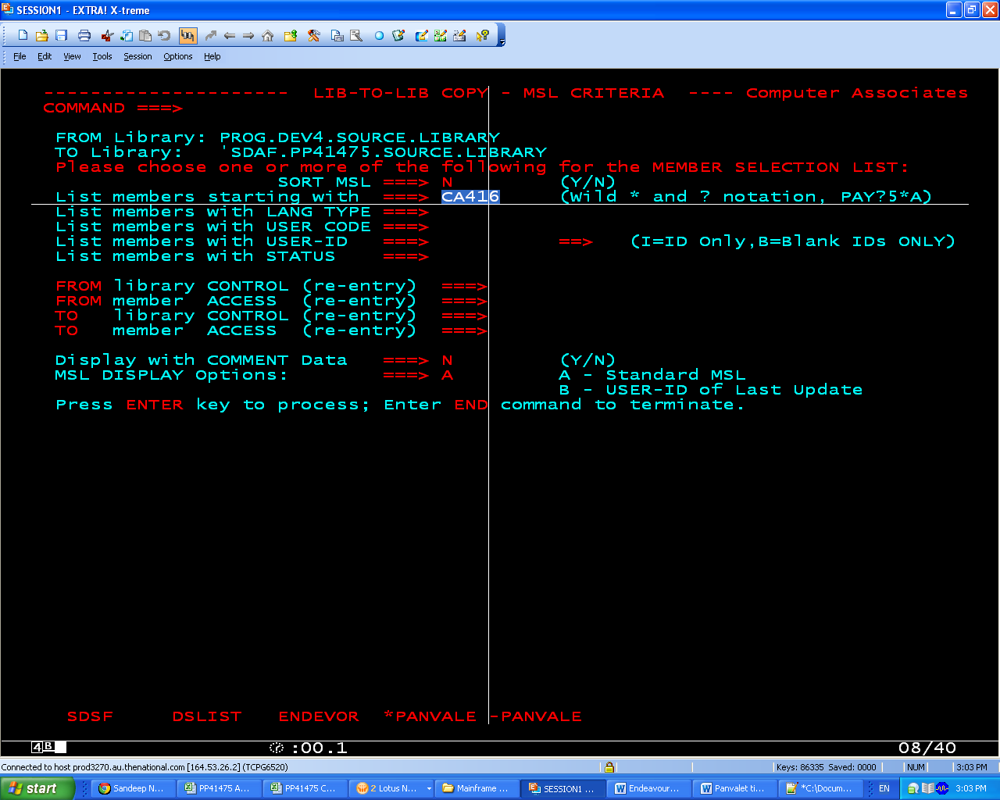 SESSION1 - EXTRA! X-treme
File Edit View Tools Session Options Help
--------------------- LIB-TO-LIB COPY - MSL CRITERIA ---- Computer Associates
COMMAND ===>
FROM Library: PROG.DEV4.SOURCE.LIBRARY
TO Library: 'SDAF.PP41475.SOURCE.LIBRARY
Please choose one or more of the following for the MEMBER SELECTION LIST:
SORT MSL ===> N (Y/N)
List members starting with ===> CA416 (Wild * and ? notation, PAY?5*A)
List members with LANG TYPE ===>
List members with USER CODE ===>
List members with USER-ID ===> ==> (I=ID Only,B=Blank IDs ONLY)
List members with STATUS ===>
FROM library CONTROL (re-entry) ===>
FROM member ACCESS (re-entry) ===>
TO library CONTROL (re-entry) ===>
TO member ACCESS (re-entry) ===>
Display with COMMENT Data ===> N (Y/N)
MSL DISPLAY Options: ===> A A - Standard MSL
B - USER-ID of Last Update
Press ENTER key to process; Enter END command to terminate.
SDSF DSLIST ENDEVOR *PANVALE -PANVALE
4B :00.1 08/40
Connected to host prod3270.au.thenational.com [164.53.26.2] (TCPG6520) Keys: 86335 Saved: 0000 NUM 3:03 PM
start Sandeep N... PP41475 A... PP41475 C... 2 Lotus N... Mainframe ... SESSION1 ... Endeavour... Panvalet ti... *C:\Docum... EN 3:03 PM